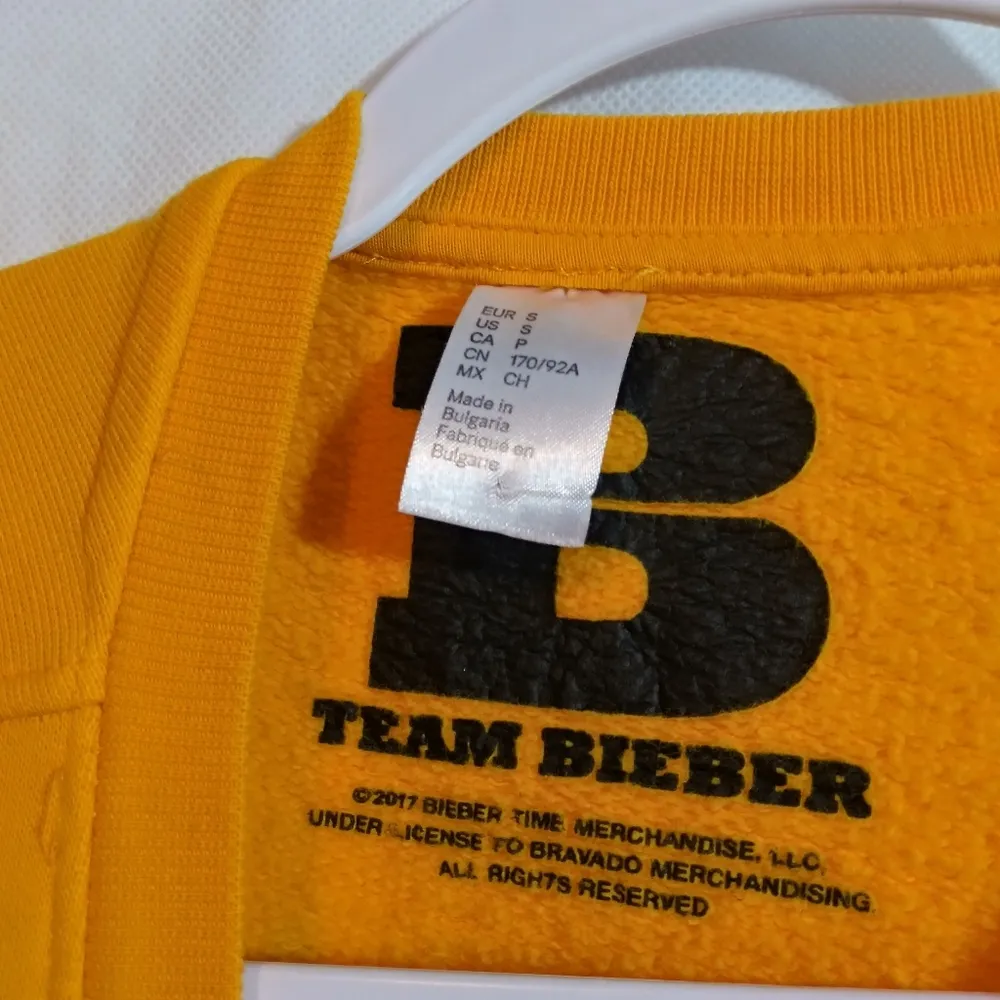 EUR S
US S
CA P
CN 170/92A
MX CH
Made in
Bulgaria
Fabriqué en
Bulgarie
B
TEAM BIEBER
©2017 BIEBER TIME MERCHANDISE, LLC,
UNDER LICENSE TO BRAVADO MERCHANDISING.
ALL RIGHTS RESERVED